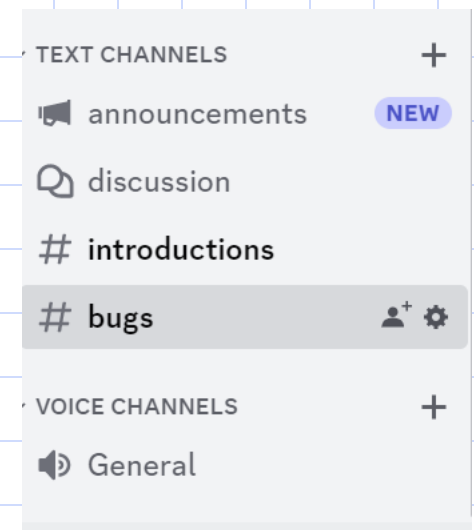 TEXT CHANNELS
announcements NEW
discussion
introductions
bugs
VOICE CHANNELS
General